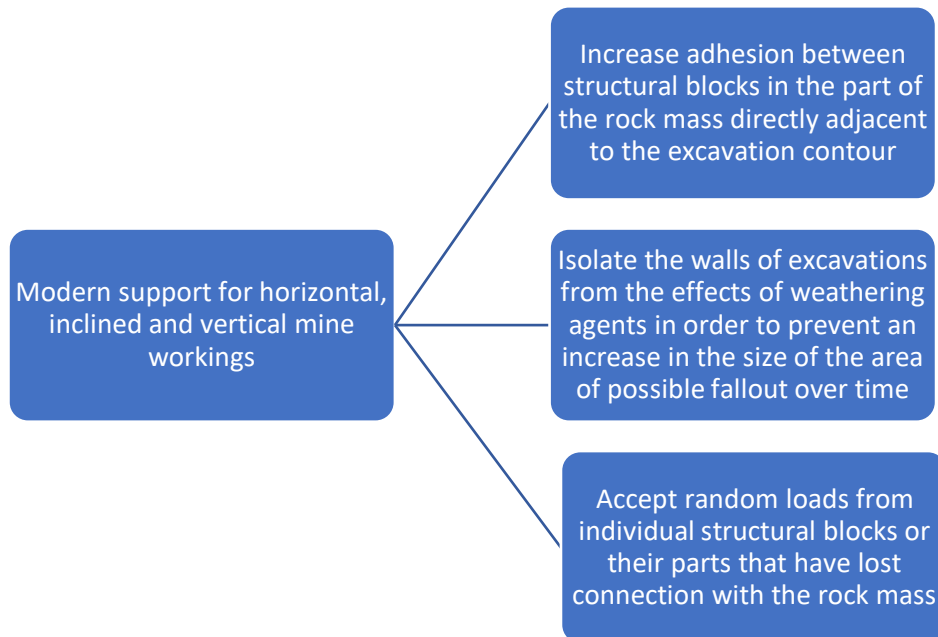 Modern support for horizontal,
inclined and vertical mine
workings
Increase adhesion between
structural blocks in the part of
the rock mass directly adjacent
to the excavation contour
Isolate the walls of excavations
from the effects of weathering
agents in order to prevent an
increase in the size of the area
of possible fallout over time
Accept random loads from
individual structural blocks or
their parts that have lost
connection with the rock mass